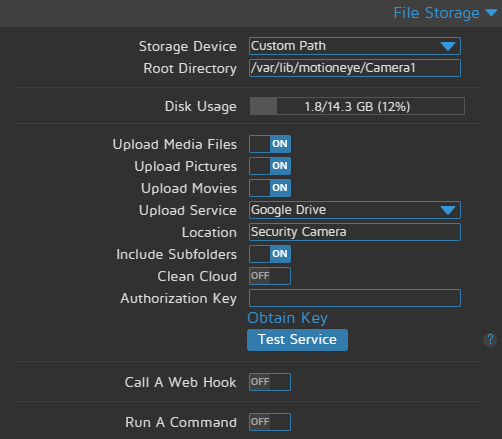 File Storage
Storage Device Custom Path
Root Directory /var/lib/motioneye/Camera1
Disk Usage 1.8/14.3 GB (12%)
Upload Media Files ON
Upload Pictures ON
Upload Movies ON
Upload Service Google Drive
Location Security Camera
Include Subfolders ON
Clean Cloud OFF
Authorization Key
Obtain Key
Test Service ?
Call A Web Hook OFF
Run A Command OFF